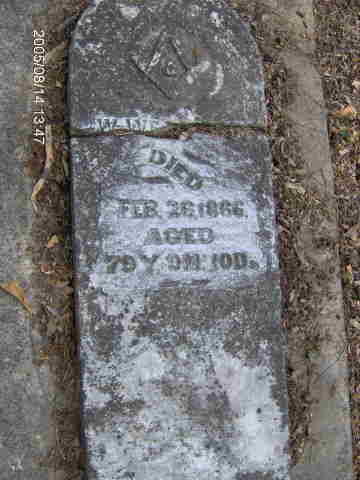 2005/08/14 13:47
G
DIED
FEB. 26, 1866.
AGED
79 Y. 9 M. 10 D.